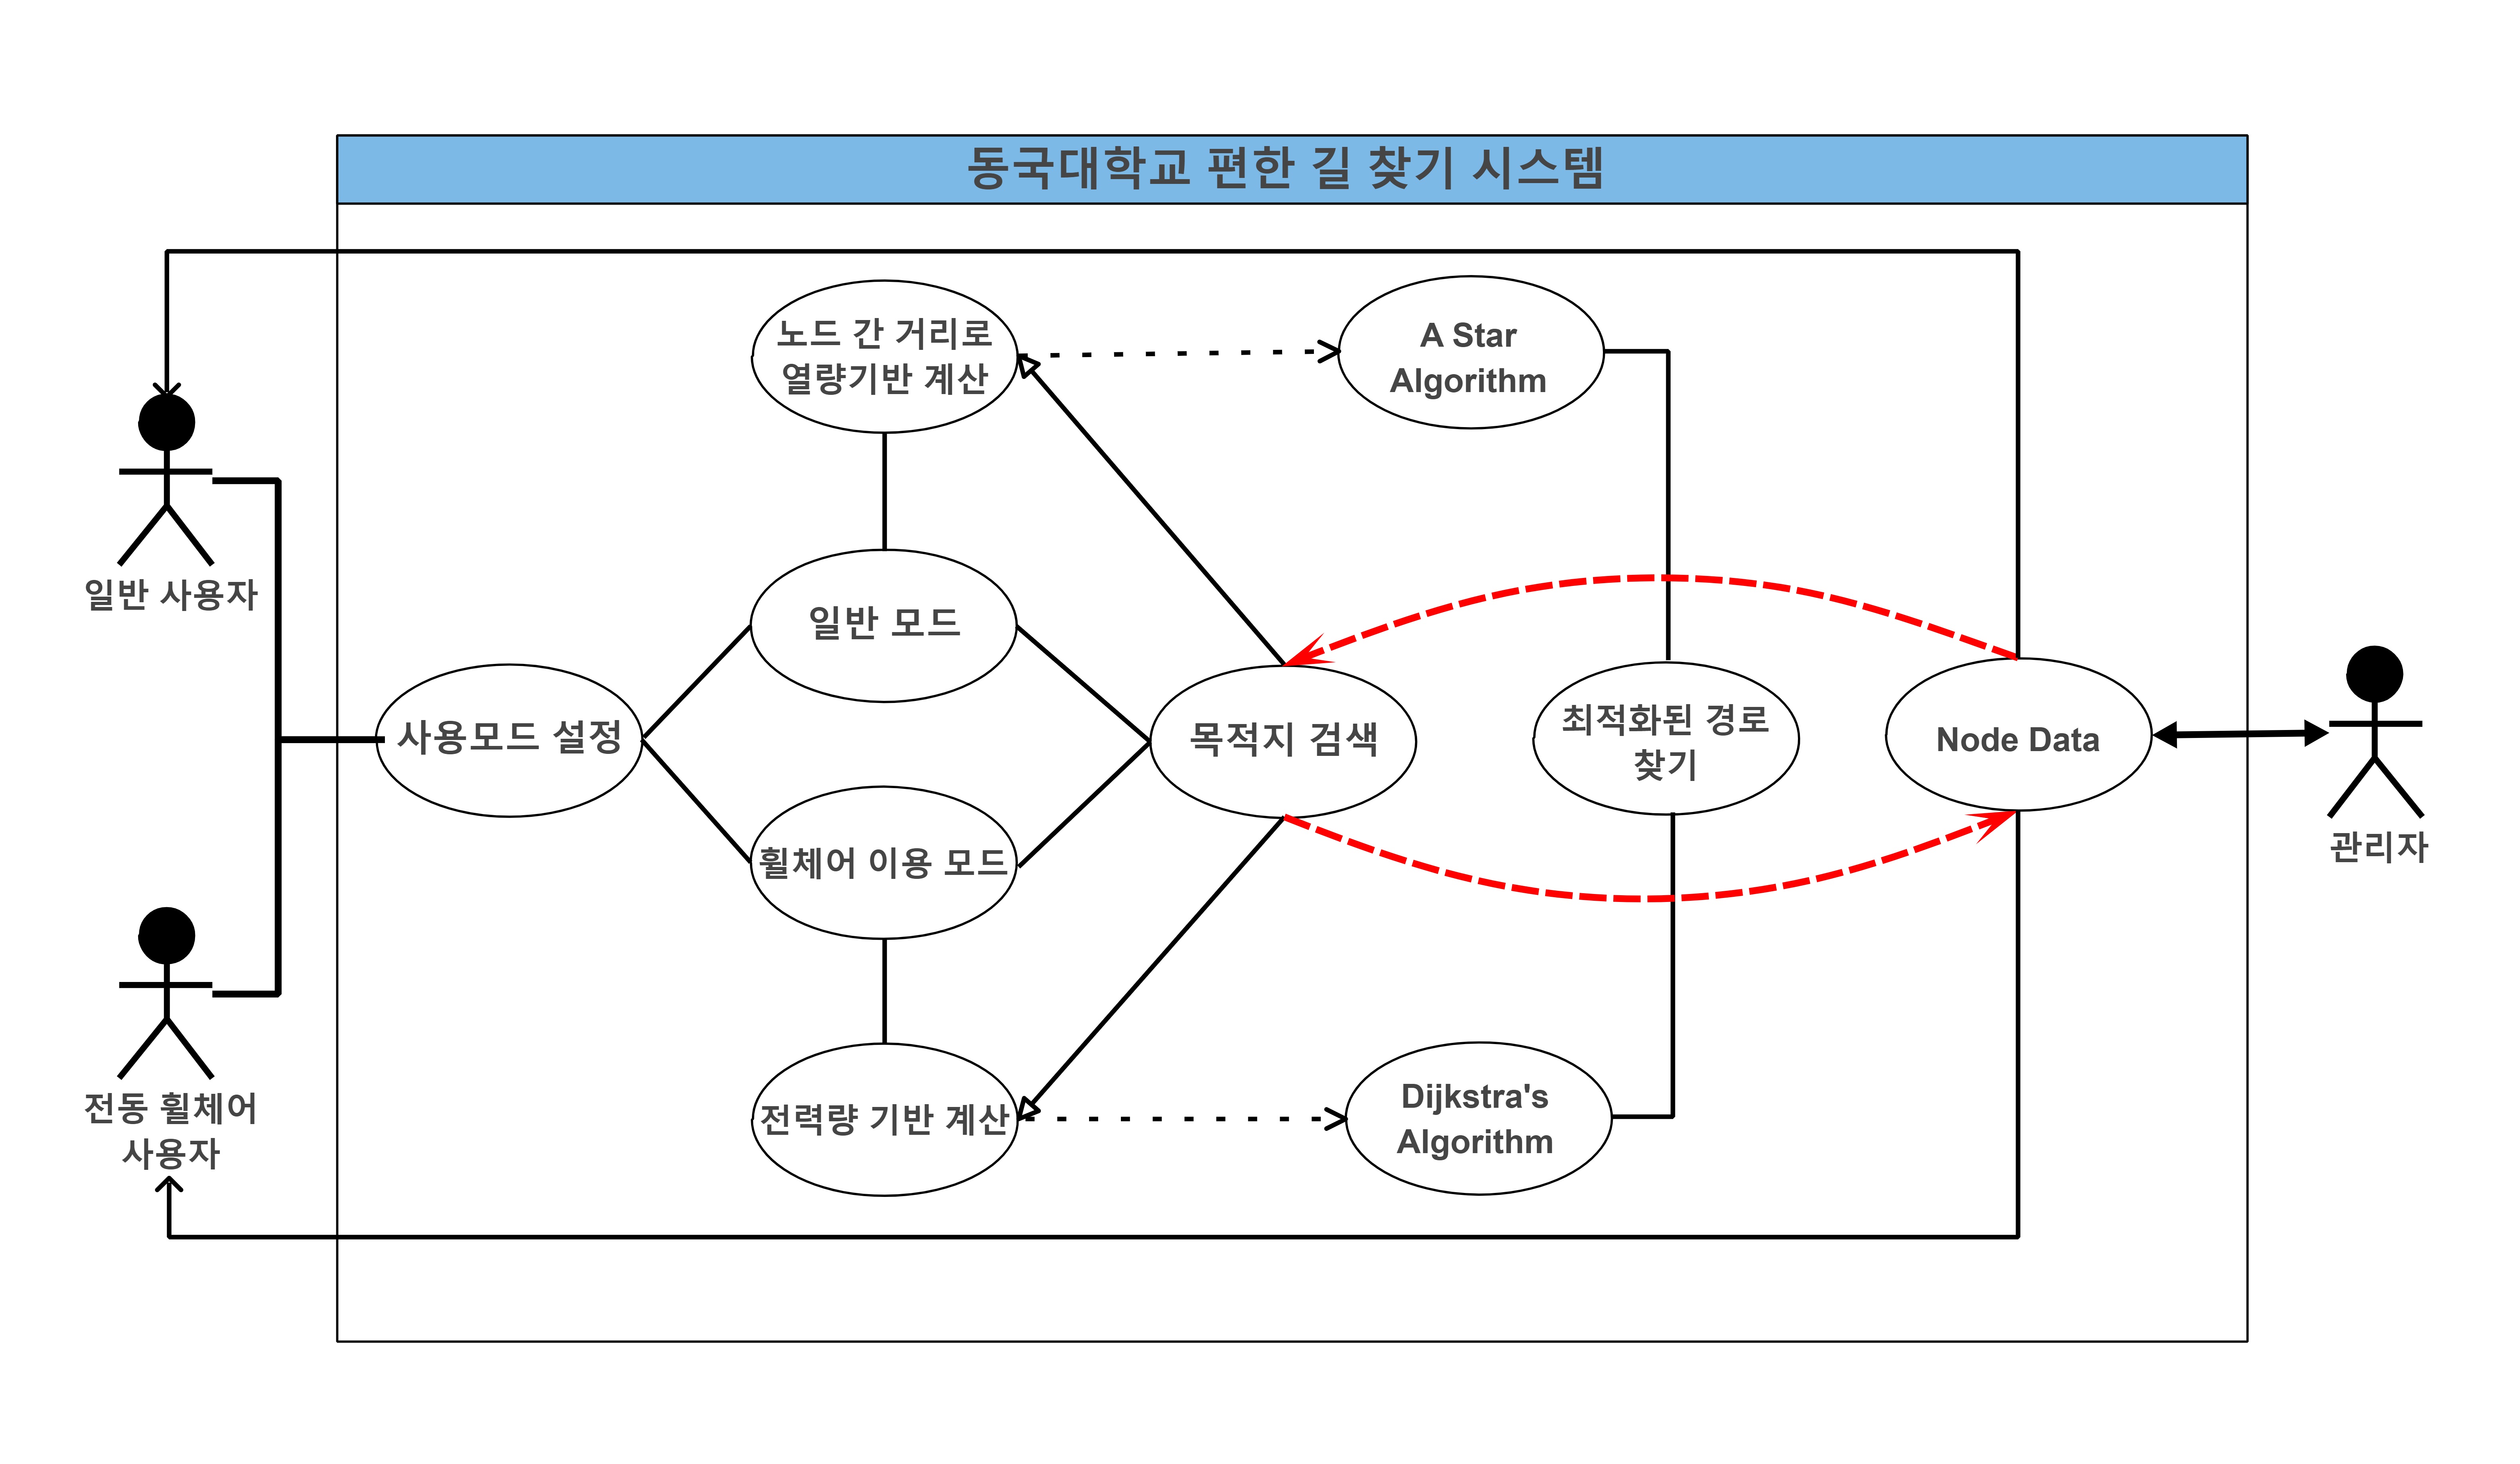 동국대학교 편한 길 찾기 시스템
노드 간 거리로
열량기반 계산
A Star
Algorithm
일반 사용자
일반 모드
사용모드 설정
목적지 검색
최적화된 경로
찾기
Node Data
관리자
휠체어 이용 모드
전동 휠체어
사용자
전력량 기반 계산
Dijkstra's
Algorithm